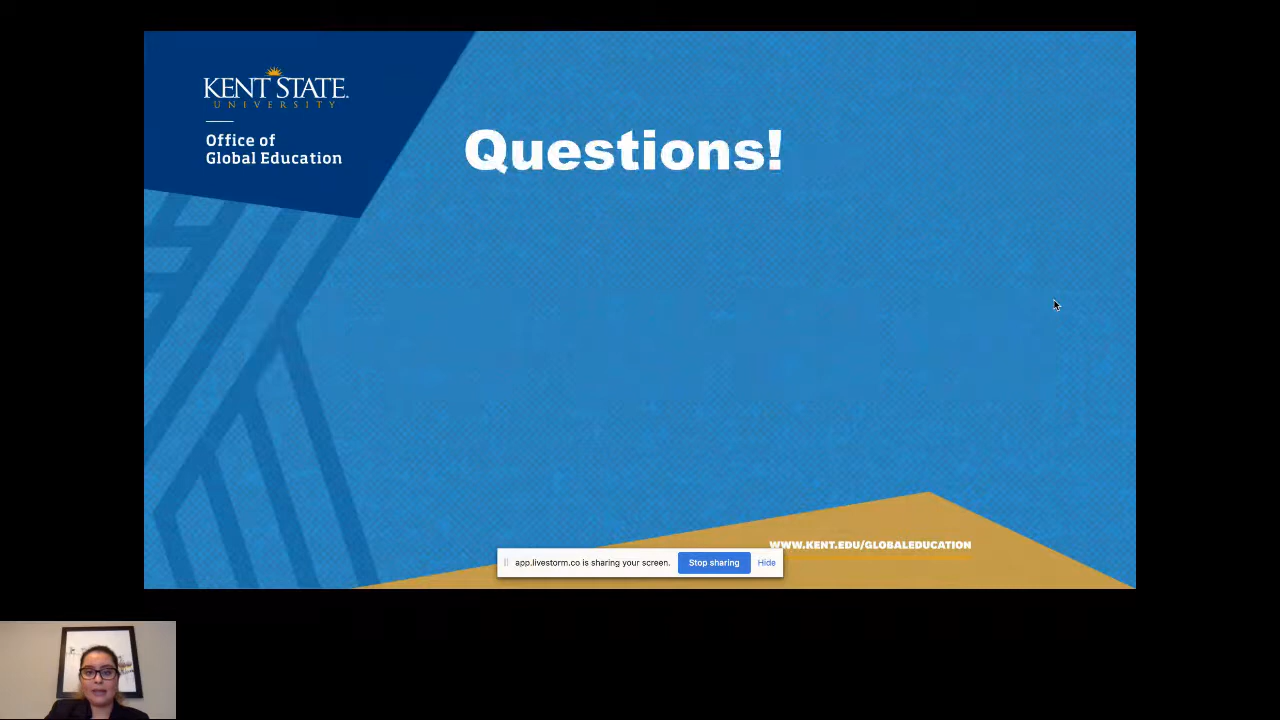 KENT STATE
UNIVERSITY
Office of
Global Education
Questions!
WWW.KENT.EDU/GLOBALEDUCATION
app.livestorm.co is sharing your screen.
Stop sharing
Hide